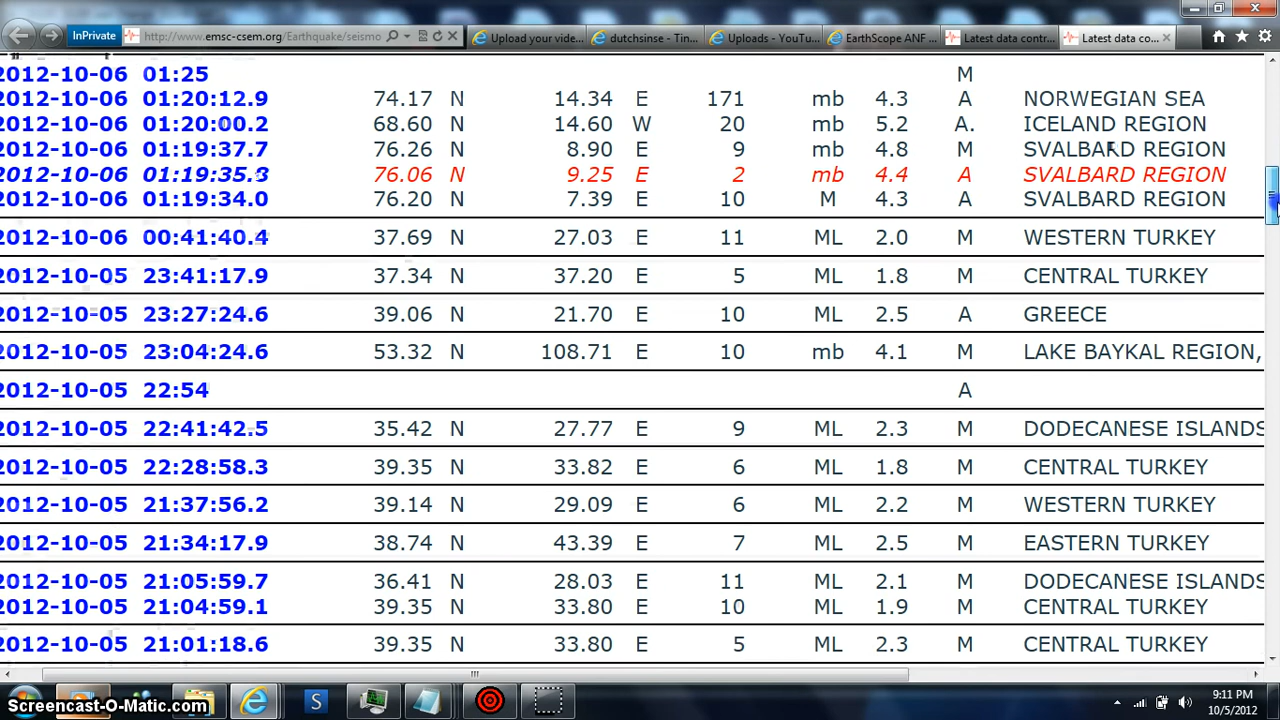 InPrivate http://www.emsc-csem.org/Earthquake/seismo Upload your vide... dutchsinse - Tin... Uploads - YouTu... EarthScope ANF ... Latest data contr... Latest data co...
2012-10-06 01:25 M
2012-10-06 01:20:12.9 74.17 N 14.34 E 171 mb 4.3 A NORWEGIAN SEA
2012-10-06 01:20:00.2 68.60 N 14.60 W 20 mb 5.2 A. ICELAND REGION
2012-10-06 01:19:37.7 76.26 N 8.90 E 9 mb 4.8 M SVALBARD REGION
2012-10-06 01:19:35.3 76.06 N 9.25 E 2 mb 4.4 A SVALBARD REGION
2012-10-06 01:19:34.0 76.20 N 7.39 E 10 M 4.3 A SVALBARD REGION
2012-10-06 00:41:40.4 37.69 N 27.03 E 11 ML 2.0 M WESTERN TURKEY
2012-10-05 23:41:17.9 37.34 N 37.20 E 5 ML 1.8 M CENTRAL TURKEY
2012-10-05 23:27:24.6 39.06 N 21.70 E 10 ML 2.5 A GREECE
2012-10-05 23:04:24.6 53.32 N 108.71 E 10 mb 4.1 M LAKE BAYKAL REGION,
2012-10-05 22:54 A
2012-10-05 22:41:42.5 35.42 N 27.77 E 9 ML 2.3 M DODECANESE ISLANDS
2012-10-05 22:28:58.3 39.35 N 33.82 E 6 ML 1.8 M CENTRAL TURKEY
2012-10-05 21:37:56.2 39.14 N 29.09 E 6 ML 2.2 M WESTERN TURKEY
2012-10-05 21:34:17.9 38.74 N 43.39 E 7 ML 2.5 M EASTERN TURKEY
2012-10-05 21:05:59.7 36.41 N 28.03 E 11 ML 2.1 M DODECANESE ISLANDS
2012-10-05 21:04:59.1 39.35 N 33.80 E 10 ML 1.9 M CENTRAL TURKEY
2012-10-05 21:01:18.6 39.35 N 33.80 E 5 ML 2.3 M CENTRAL TURKEY
9:11 PM
Screencast-O-Matic.com 10/5/2012